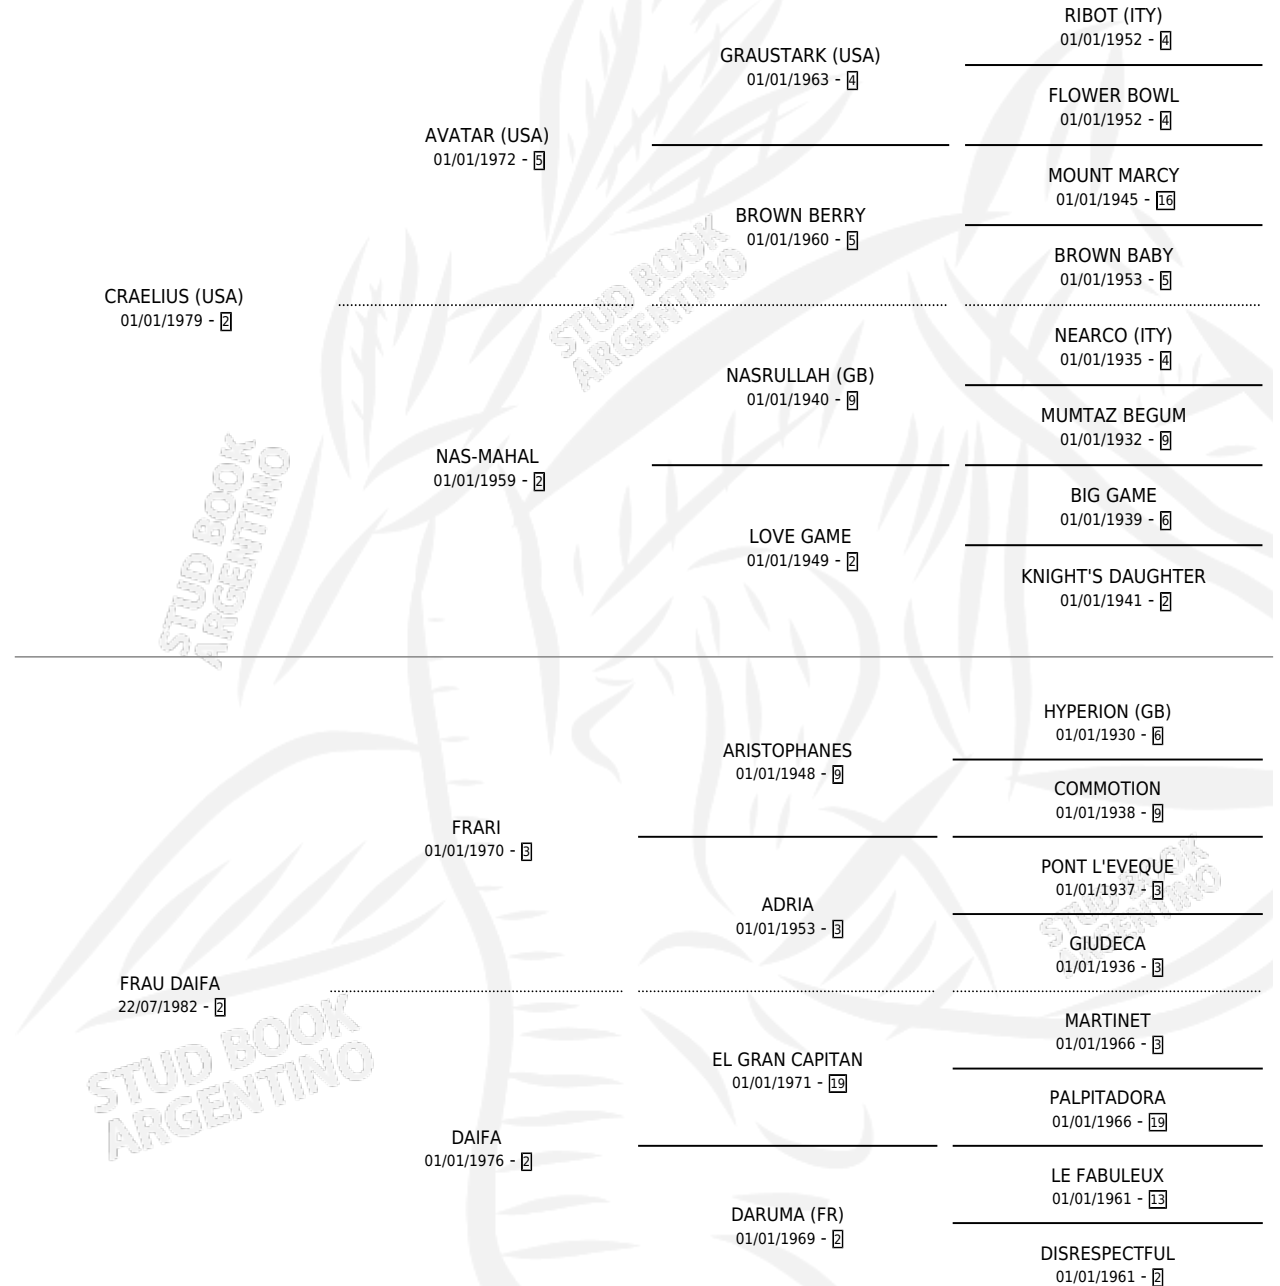 RIBOT (ITY)
01/01/1952 - 4
GRAUSTARK (USA)
01/01/1963 - 4
FLOWER BOWL
01/01/1952 - 4
AVATAR (USA)
01/01/1972 - 5
MOUNT MARCY
01/01/1945 - 16
BROWN BERRY
01/01/1960 - 5
BROWN BABY
01/01/1953 - 5
CRAELIUS (USA)
01/01/1979 - 2
NEARCO (ITY)
01/01/1935 - 4
NASRULLAH (GB)
01/01/1940 - 9
MUMTAZ BEGUM
01/01/1932 - 9
NAS-MAHAL
01/01/1959 - 2
BIG GAME
01/01/1939 - 6
LOVE GAME
01/01/1949 - 2
KNIGHT'S DAUGHTER
01/01/1941 - 2
STUD BOOK
ARGENTINO
STUD BOOK
ARGENTINO
HYPERION (GB)
01/01/1930 - 6
ARISTOPHANES
01/01/1948 - 9
COMMOTION
01/01/1938 - 9
FRARI
01/01/1970 - 3
PONT L'EVEQUE
01/01/1937 - 3
ADRIA
01/01/1953 - 3
GIUDECA
01/01/1936 - 3
FRAU DAIFA
22/07/1982 - 2
MARTINET
01/01/1966 - 3
EL GRAN CAPITAN
01/01/1971 - 19
PALPITADORA
01/01/1966 - 19
DAIFA
01/01/1976 - 2
LE FABULEUX
01/01/1961 - 13
DARUMA (FR)
01/01/1969 - 2
DISRESPECTFUL
01/01/1961 - 2
STUD BOOK
ARGENTINO
STUD BOOK
ARGENTINO